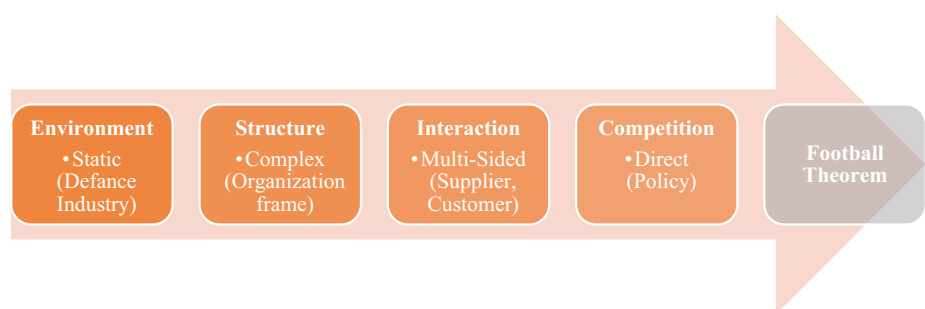 Environment
•Static
(Defance
Industry)
Structure
•Complex
(Organization
frame)
Interaction
•Multi-Sided
(Supplier,
Customer)
Competition
•Direct
(Policy)
Football
Theorem